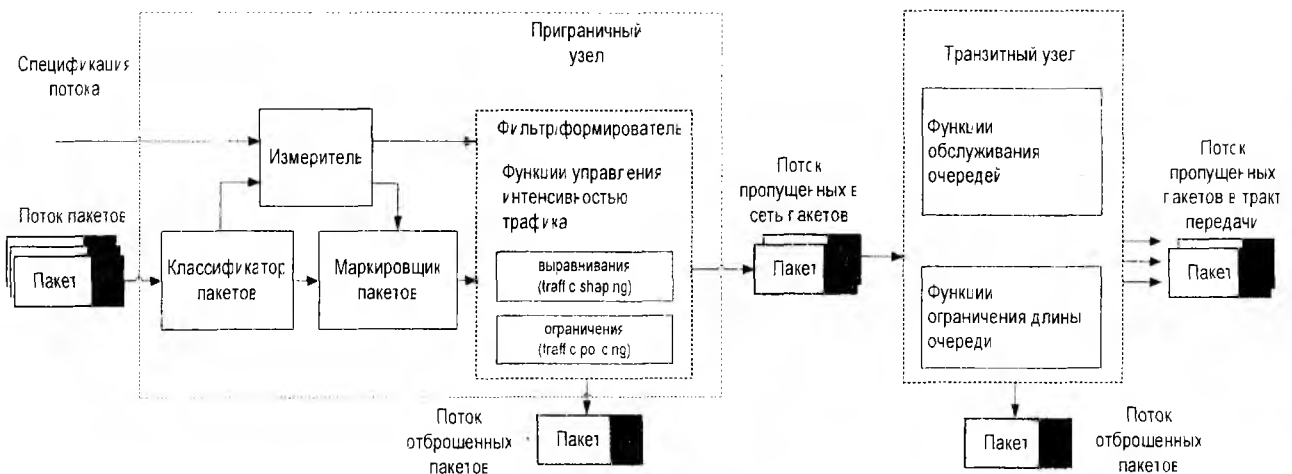 Приграничный
узел
Спецификация
потока
Измеритель
Фильтр/формирователь
Функции управления
интенсивностью
трафика
Поток пакетов
Пакет
Классификатор
пакетов
Маркировщик
пакетов
выравнивания
(traffic shaping)
ограничения
(traffic policing)
Поток
отброшенных
пакетов
Пакет
Поток
пропущенных в
сеть пакетов
Пакет
Транзитный узел
Функции
обслуживания
очередей
Функции
ограничения длины
очереди
Поток
пропущенных
пакетов в тракт
передачи
Пакет
Пакет
Поток
отброшенных
пакетов